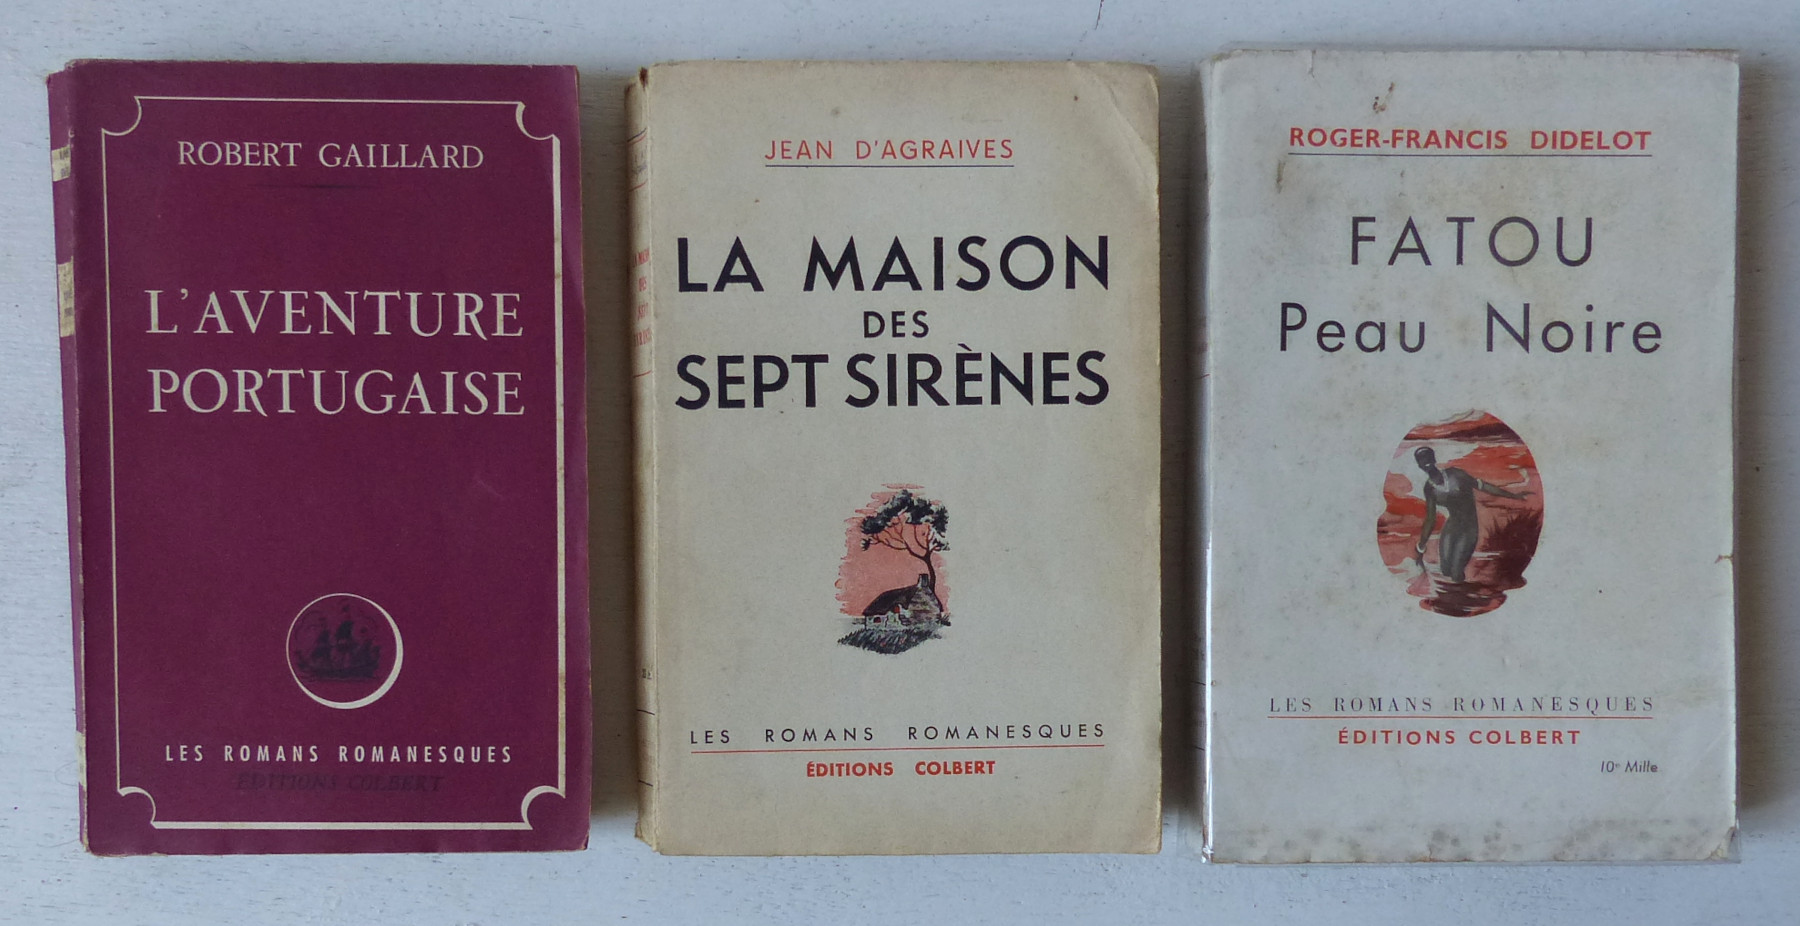 ROBERT GAILLARD
L'AVENTURE
PORTUGAISE
LES ROMANS ROMANESQUES
ÉDITIONS COLBERT
JEAN D'AGRAIVES
LA MAISON
DES
SEPT SIRÈNES
LES ROMANS ROMANESQUES
ÉDITIONS COLBERT
ROGER-FRANCIS DIDELOT
FATOU
Peau Noire
LES ROMANS ROMANESQUES
ÉDITIONS COLBERT
10e Mille